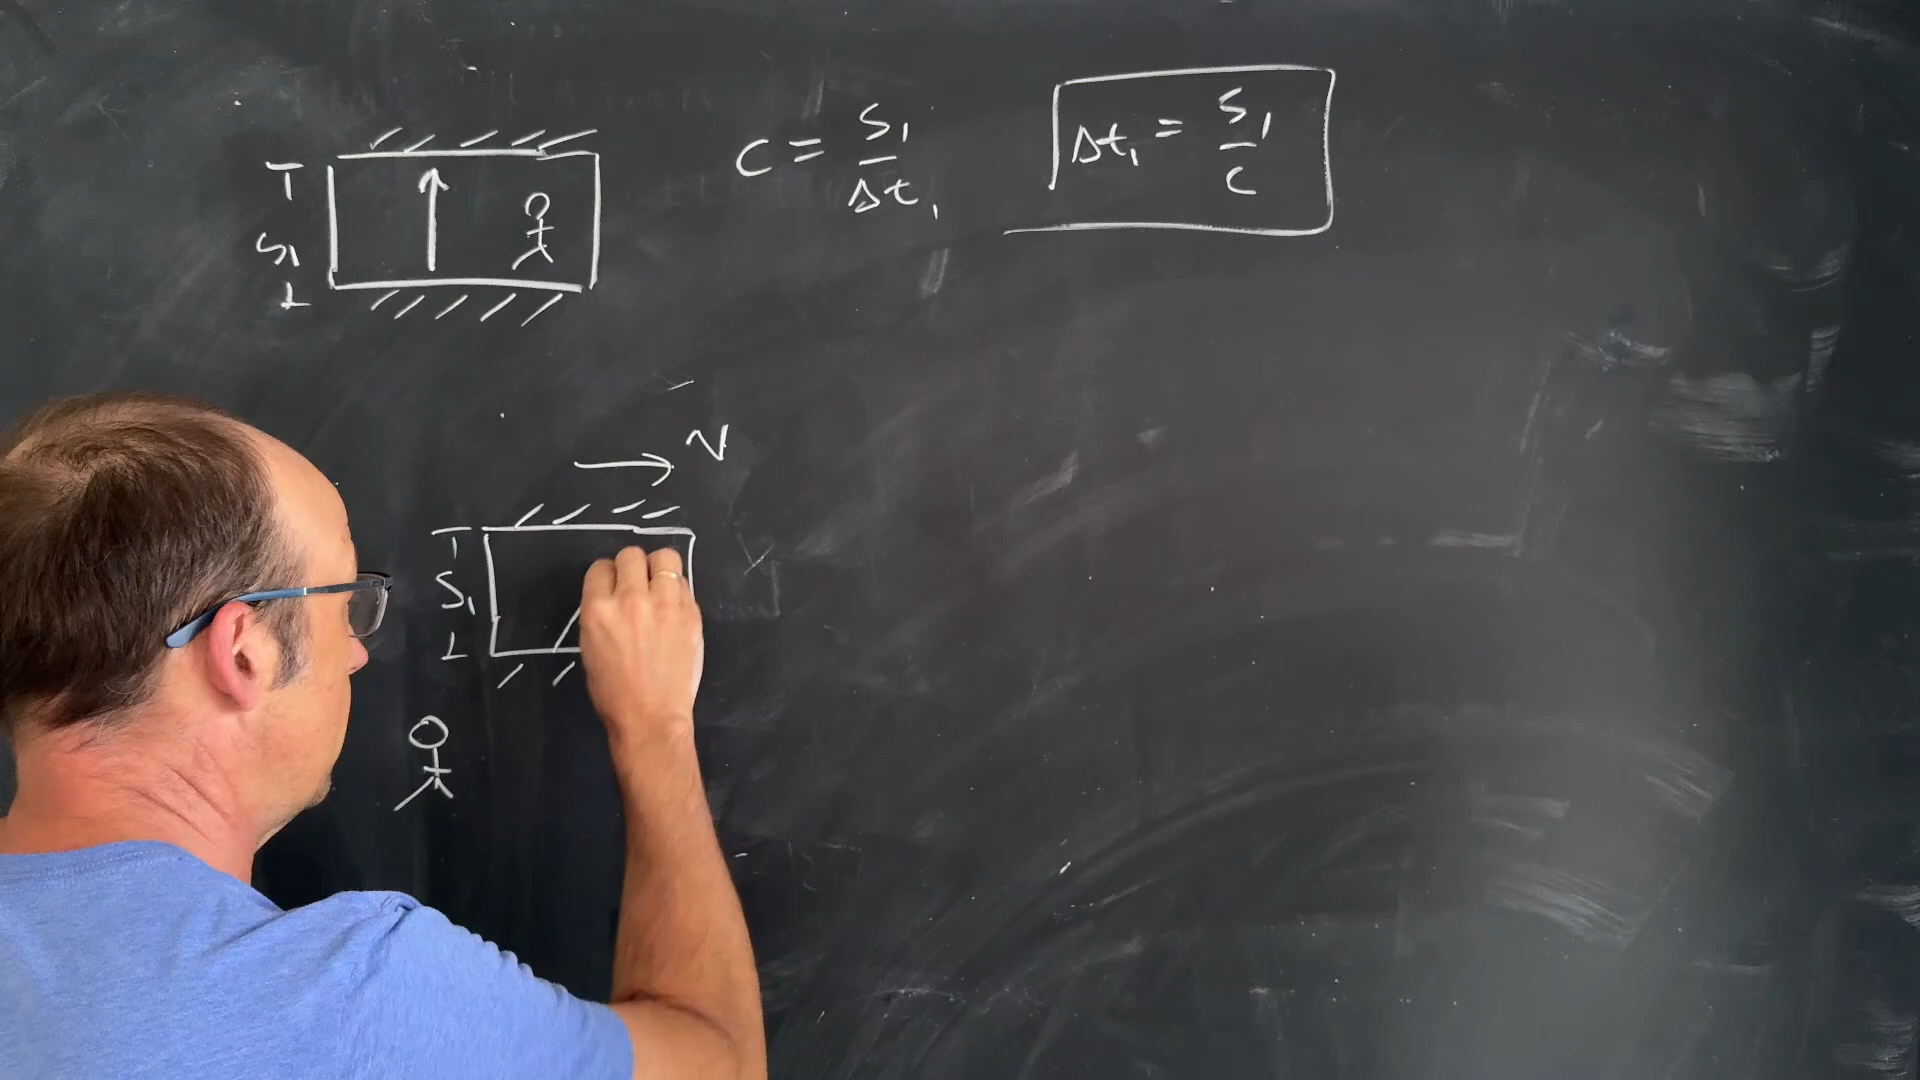 S₁
C = S₁/Δt₁
Δt₁ = S₁/C
v
S₁